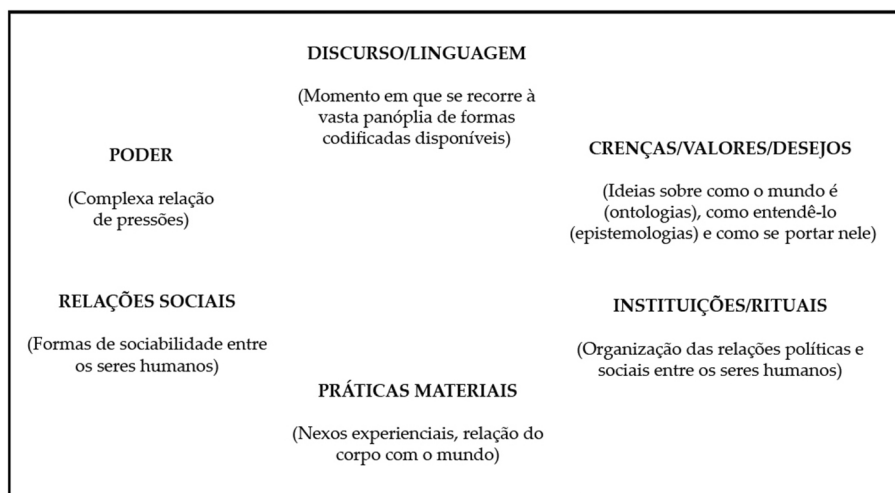 DISCURSO/LINGUAGEM
(Momento em que se recorre à
vasta panóplia de formas
codificadas disponíveis)
PODER
(Complexa relação
de pressões)
CRENÇAS/VALORES/DESEJOS
(Ideias sobre como o mundo é
(ontologias), como entendê-lo
(epistemologias) e como se portar nele)
RELAÇÕES SOCIAIS
(Formas de sociabilidade entre
os seres humanos)
INSTITUIÇÕES/RITUAIS
(Organização das relações políticas e
sociais entre os seres humanos)
PRÁTICAS MATERIAIS
(Nexos experienciais, relação do
corpo com o mundo)